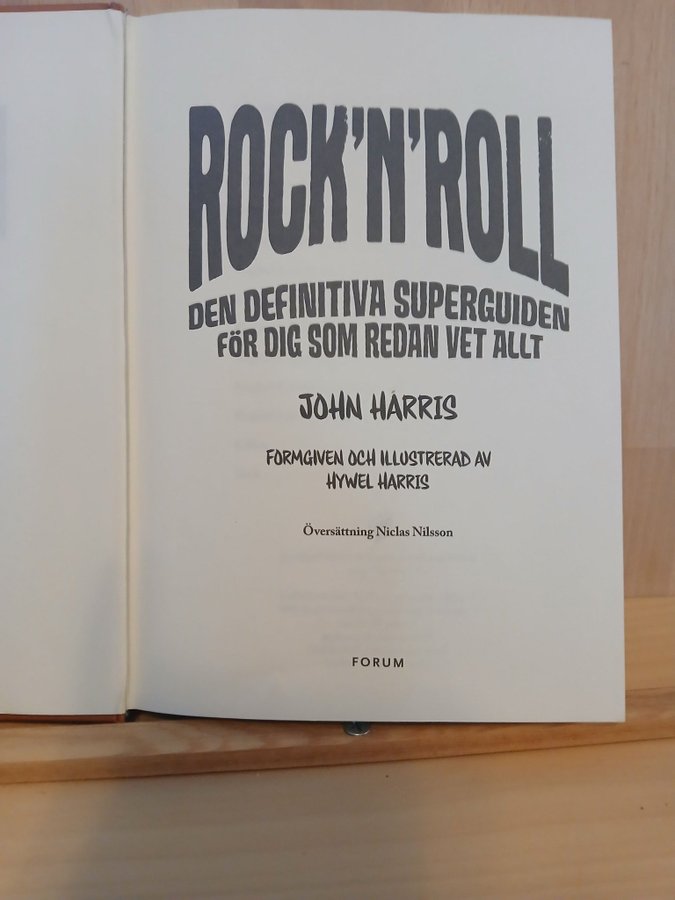 ROCK'N'ROLL
DEN DEFINITIVA SUPERGUIDEN
FÖR DIG SOM REDAN VET ALLT
JOHN HARRIS
FORMGIVEN OCH ILLUSTRERAD AV
HYWEL HARRIS
Översättning Niclas Nilsson
FORUM